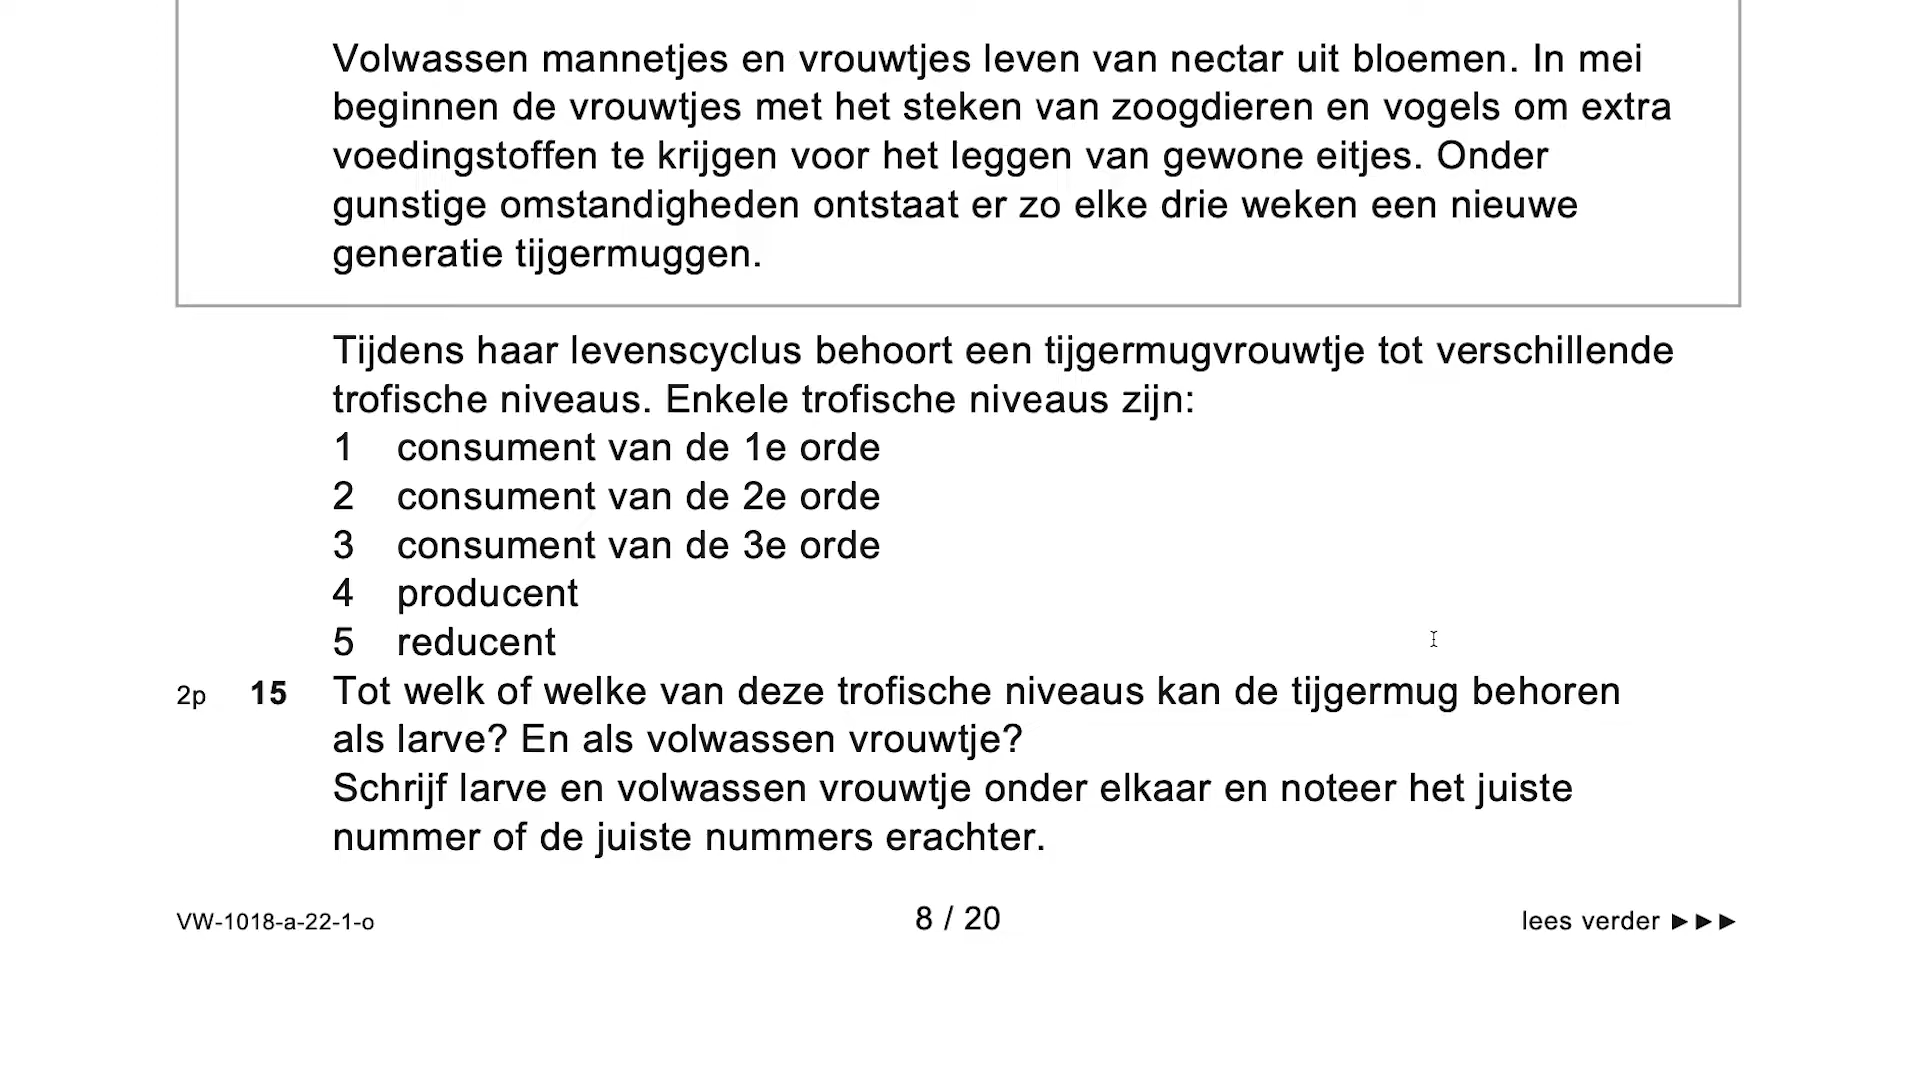 Volwassen mannetjes en vrouwtjes leven van nectar uit bloemen. In mei
beginnen de vrouwtjes met het steken van zoogdieren en vogels om extra
voedingstoffen te krijgen voor het leggen van gewone eitjes. Onder
gunstige omstandigheden ontstaat er zo elke drie weken een nieuwe
generatie tijgermuggen.
Tijdens haar levenscyclus behoort een tijgermugvrouwtje tot verschillende
trofische niveaus. Enkele trofische niveaus zijn:
1 consument van de 1e orde
2 consument van de 2e orde
3 consument van de 3e orde
4 producent
5 reducent
2p 15 Tot welk of welke van deze trofische niveaus kan de tijgermug behoren
als larve? En als volwassen vrouwtje?
Schrijf larve en volwassen vrouwtje onder elkaar en noteer het juiste
nummer of de juiste nummers erachter.
VW-1018-a-22-1-o 8 / 20 lees verder ►►►